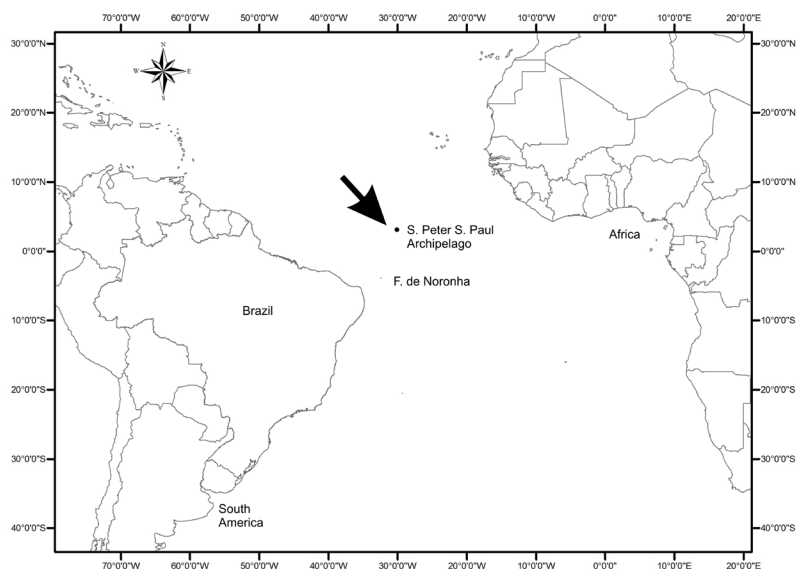 70°0'0"W 60°0'0"W 50°0'0"W 40°0'0"W 30°0'0"W 20°0'0"W 10°0'0"W 0°0'0" 10°0'0"E 20°0'0"E
30°0'0"N 30°0'0"N
N
W E
S
20°0'0"N 20°0'0"N
10°0'0"N 10°0'0"N
S. Peter S. Paul
Archipelago
Africa
0°0'0" 0°0'0"
F. de Noronha
Brazil
10°0'0"S 10°0'0"S
20°0'0"S 20°0'0"S
30°0'0"S 30°0'0"S
South
America
40°0'0"S 40°0'0"S
70°0'0"W 60°0'0"W 50°0'0"W 40°0'0"W 30°0'0"W 20°0'0"W 10°0'0"W 0°0'0" 10°0'0"E 20°0'0"E